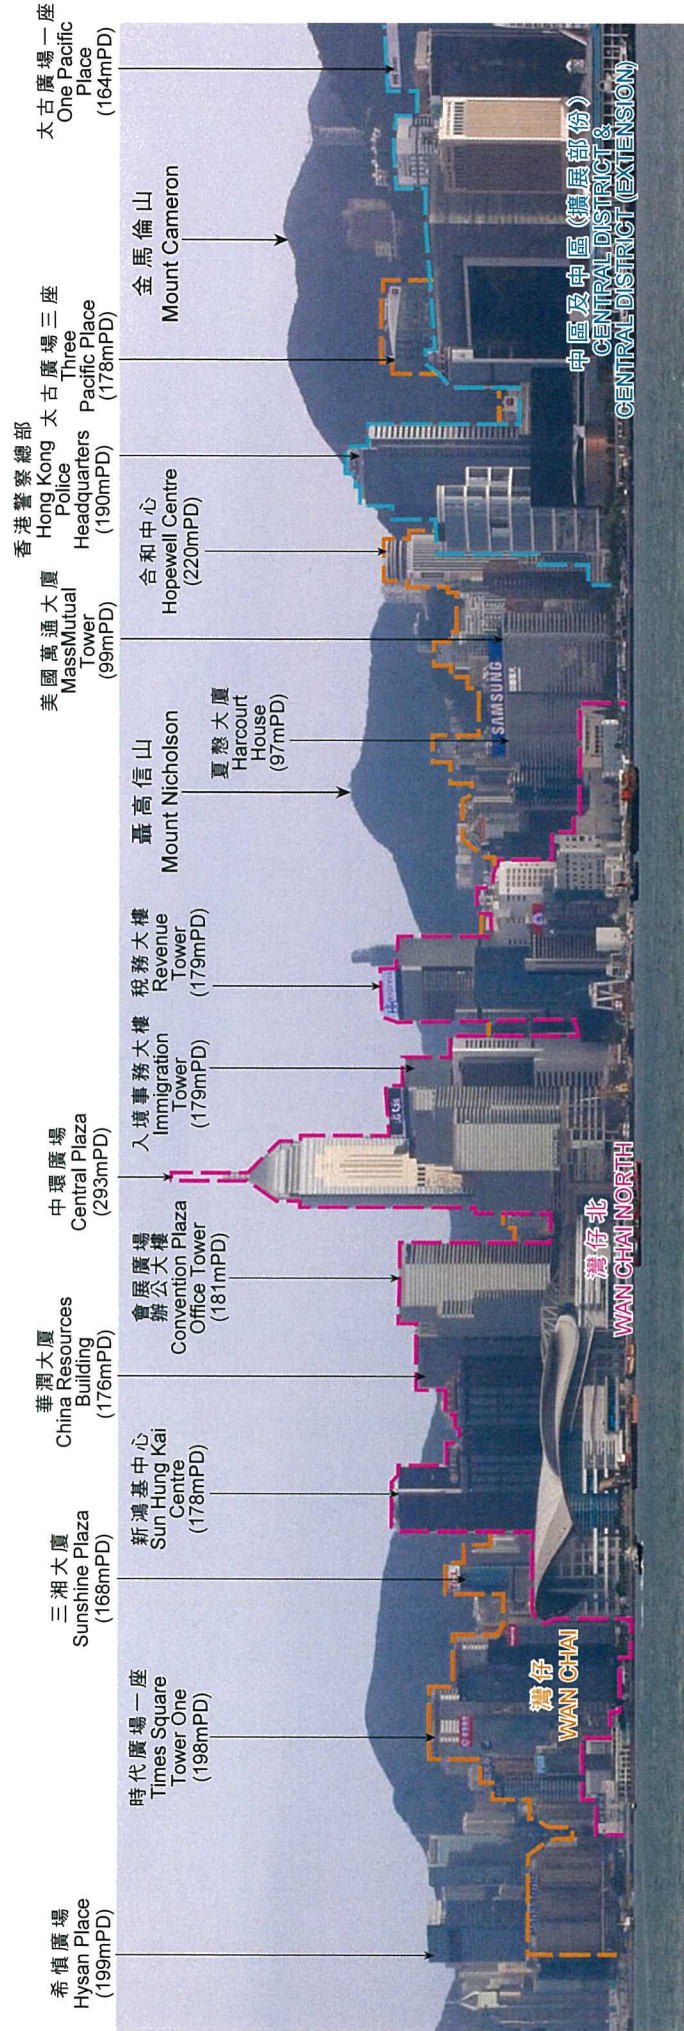 希慎廣場
Hysan Place
(199mPD)
時代廣場一座
Times Square
Tower One
(198mPD)
三湘大廈
Sunshine Plaza
(168mPD)
新鴻基中心
Sun Hung Kai
Centre
(178mPD)
華潤大廈
China Resources
Building
(176mPD)
會展廣場
辦公大樓
Convention Plaza
Office Tower
(181mPD)
中環廣場
Central Plaza
(293mPD)
入境事務大樓
Immigration
Tower
(179mPD)
稅務大樓
Revenue
Tower
(179mPD)
聶高信山
Mount Nicholson
夏慤大廈
Harcourt
House
(97mPD)
美國萬通大廈
MassMutual
Tower
(99mPD)
合和中心
Hopewell Centre
(220mPD)
香港警察總部
Hong Kong
Police
Headquarters
(190mPD)
太古廣場三座
Three
Pacific Place
(178mPD)
金馬倫山
Mount Cameron
太古廣場一座
One Pacific
Place
(164mPD)
SAMSUNG
灣仔
WAN CHAI
灣仔北
WAN CHAI NORTH
中區及中區(擴展部份)
CENTRAL DISTRICT &
CENTRAL DISTRICT (EXTENSION)